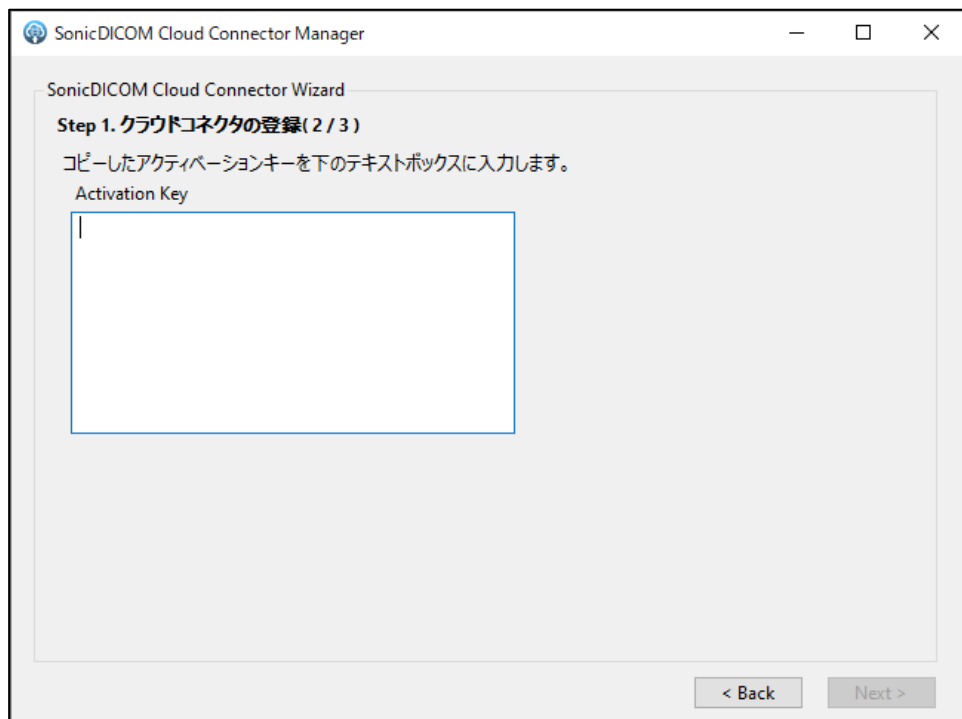 SonicDICOM Cloud Connector Manager
SonicDICOM Cloud Connector Wizard
Step 1. クラウドコネクタの登録( 2 / 3 )
コピーしたアクティベーションキーを下のテキストボックスに入力します。
Activation Key
< Back
Next >